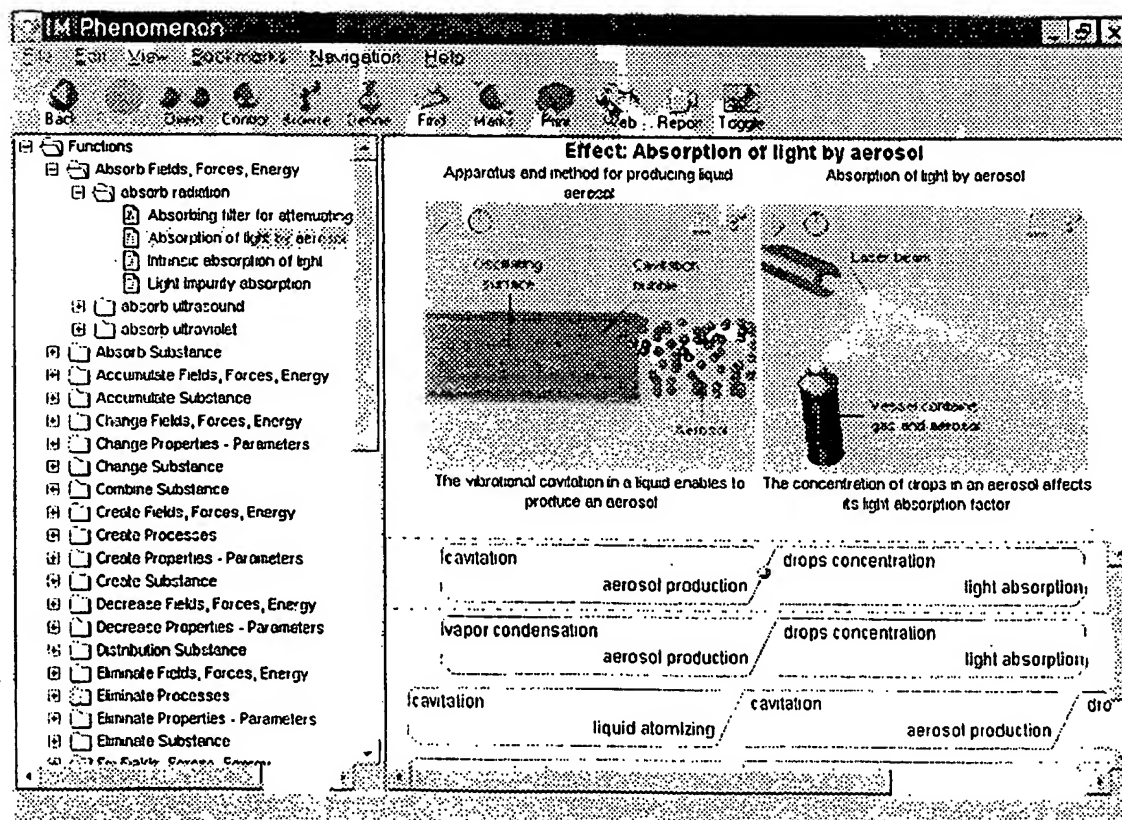 IM Phenomenon
File Edit View Bookmarks Navigation Help
Back Direct Control Browse Define Find Marks Print Web Report Toggle
Functions
Absorb Fields, Forces, Energy
absorb radiation
Absorbing filter for attenuating
Absorption of light by aerosol
Intrinsic absorption of light
Light Impurity absorption
absorb ultrasound
absorb ultraviolet
Absorb Substance
Accumulate Fields, Forces, Energy
Accumulate Substance
Change Fields, Forces, Energy
Change Properties - Parameters
Change Substance
Combine Substance
Create Fields, Forces, Energy
Create Processes
Create Properties - Parameters
Create Substance
Decrease Fields, Forces, Energy
Decrease Properties - Parameters
Distribution Substance
Eliminate Fields, Forces, Energy
Eliminate Processes
Eliminate Properties - Parameters
Eliminate Substance
Effect: Absorption of light by aerosol
Apparatus and method for producing liquid
aerosol
Oscillating
surface
Cavitation
bubble
Aerosol
The vibrational cavitation in a liquid enables to
produce an aerosol
Absorption of light by aerosol
Laser beam
Vessel contains
gas and aerosol
The concentration of drops in an aerosol affects
its light absorption factor
cavitation
aerosol production
drops concentration
light absorption
vapor condensation
aerosol production
drops concentration
light absorption
cavitation
liquid atomizing
cavitation
aerosol production
dro